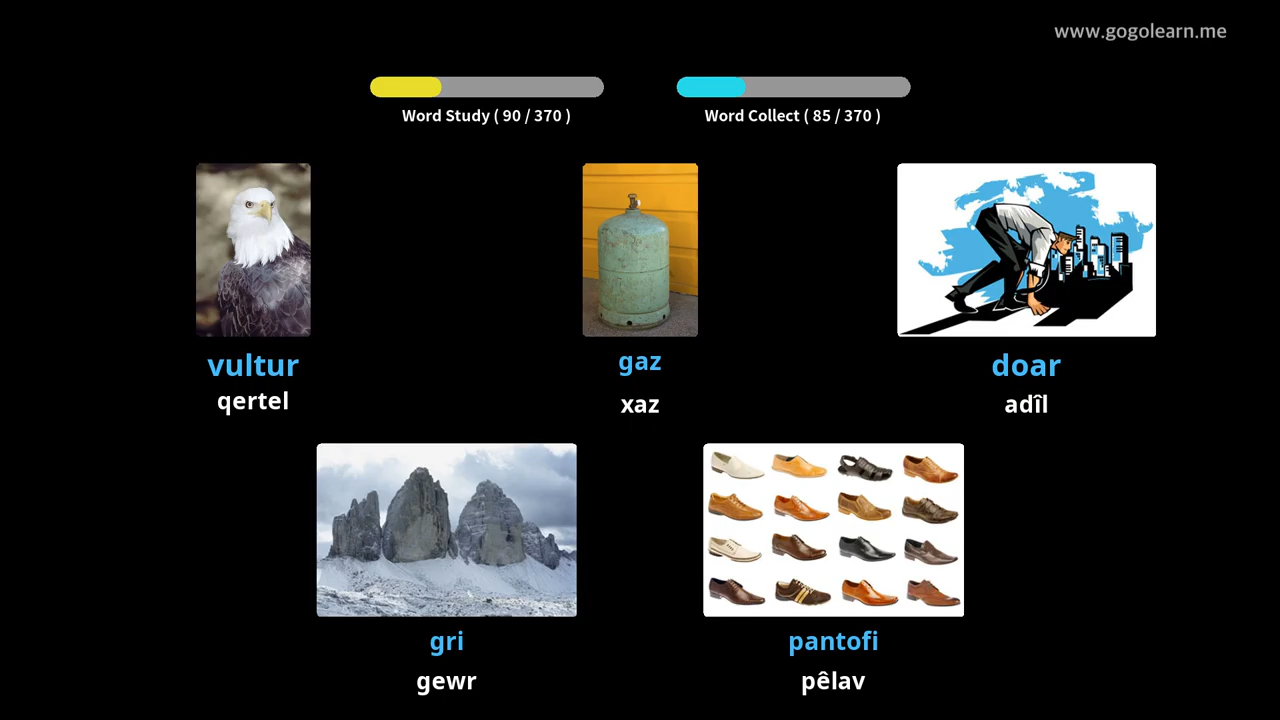 www.gogolearn.me
Word Study ( 90 / 370 )
Word Collect ( 85 / 370 )
vultur
qertel
gaz
xaz
doar
adîl
gri
gewr
pantofi
pêlav